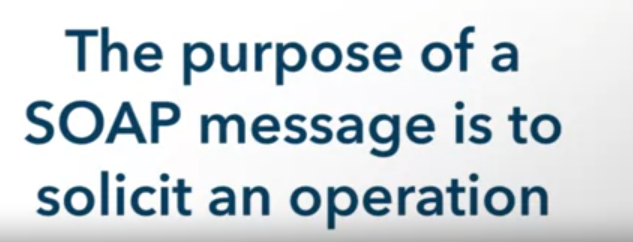 The purpose of a
SOAP message is to
solicit an operation